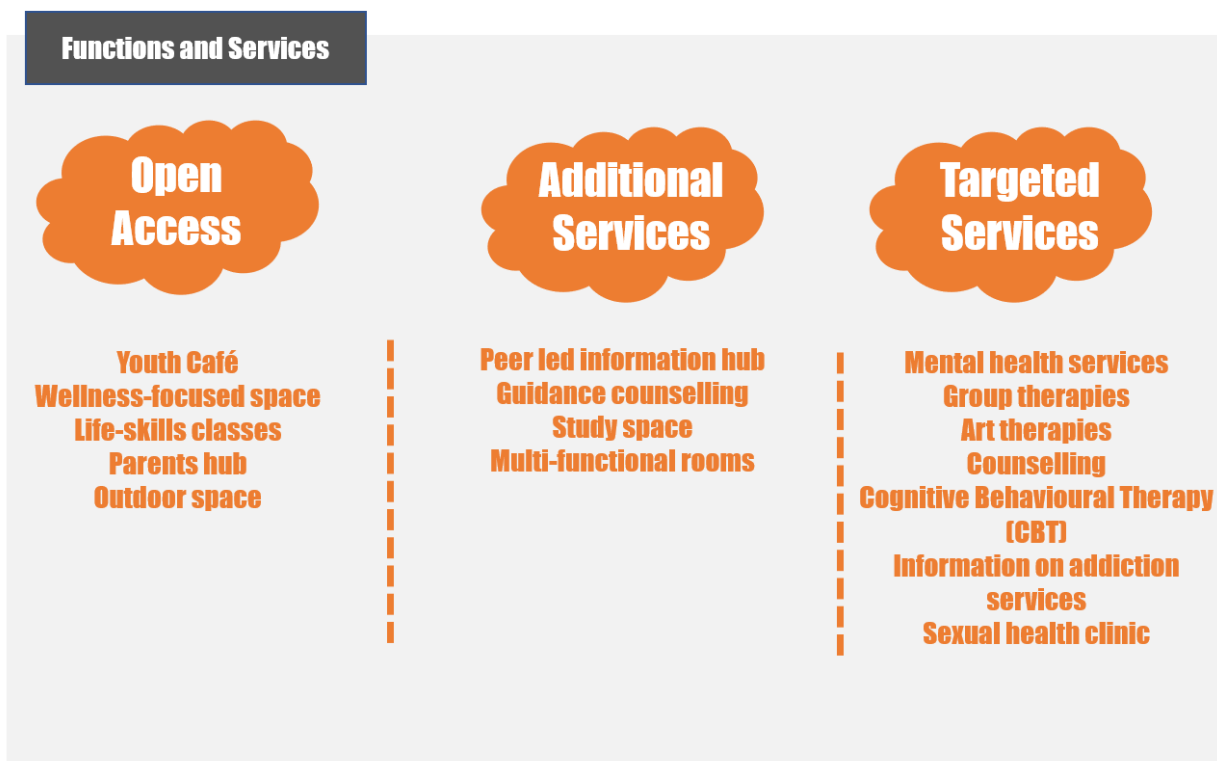 Functions and Services
Open
Access
Youth Café
Wellness-focused space
Life-skills classes
Parents hub
Outdoor space
Additional
Services
Peer led information hub
Guidance counselling
Study space
Multi-functional rooms
Targeted
Services
Mental health services
Group therapies
Art therapies
Counselling
Cognitive Behavioural Therapy
(CBT)
Information on addiction
services
Sexual health clinic